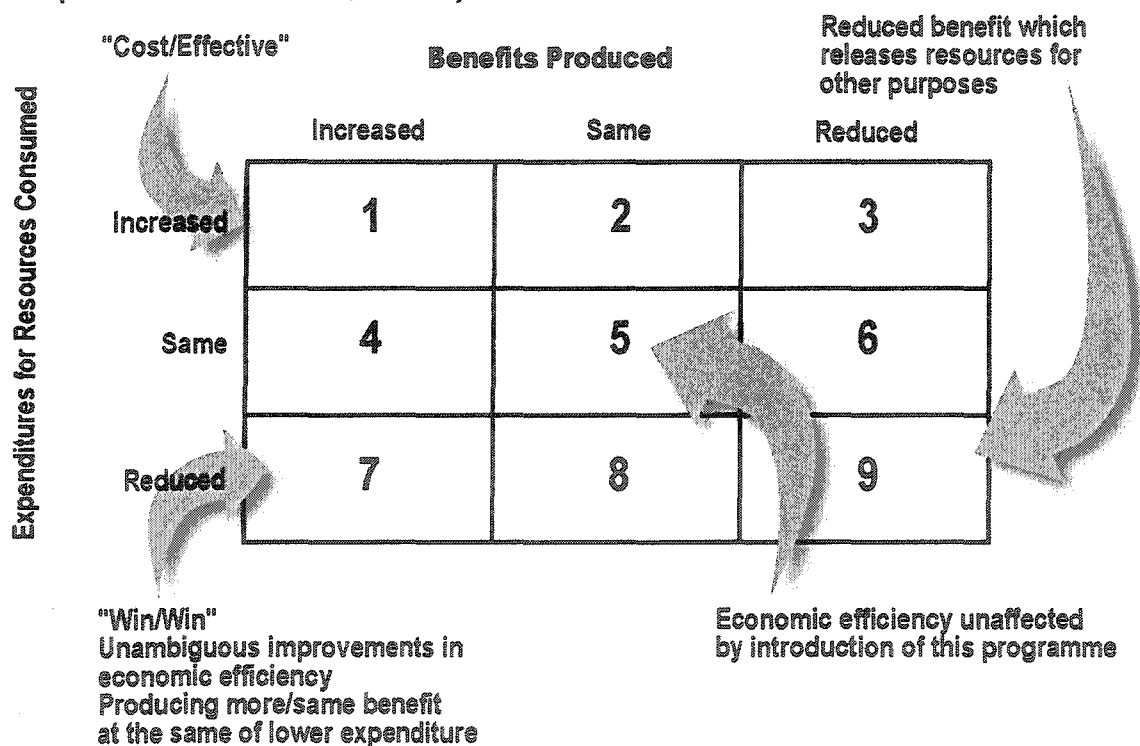 "Cost/Effective"
Benefits Produced
Reduced benefit which
releases resources for
other purposes
Expenditures for Resources Consumed
Increased
Same
Reduced
Increased
1
2
3
Same
4
5
6
Reduced
7
8
9
"Win/Win"
Unambiguous improvements in
economic efficiency
Producing more/same benefit
at the same of lower expenditure
Economic efficiency unaffected
by introduction of this programme